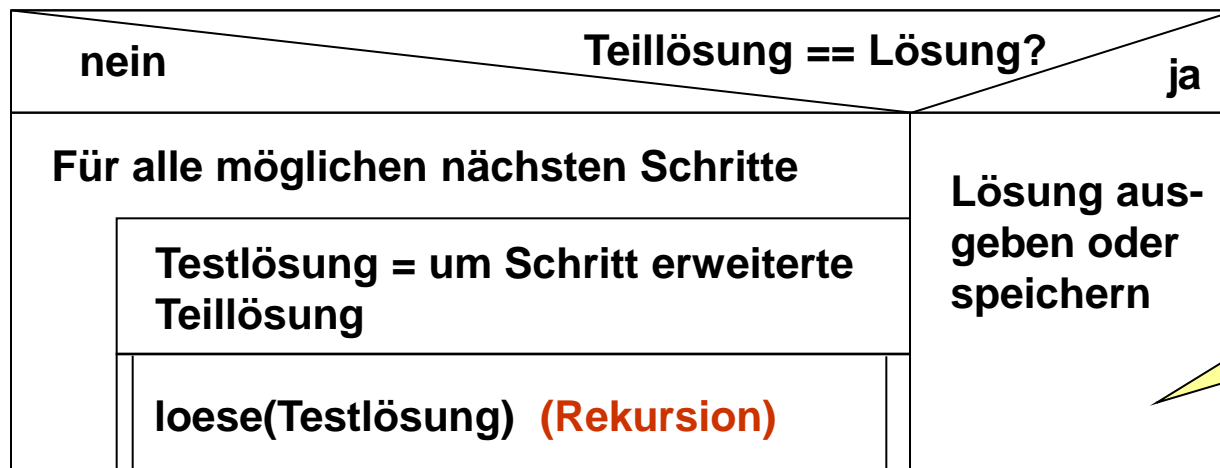 nein
Teillösung == Lösung?
ja
Für alle möglichen nächsten Schritte
Testlösung = um Schritt erweiterte
Teillösung
loese(Testlösung) (Rekursion)
Lösung aus-
geben oder
speichern